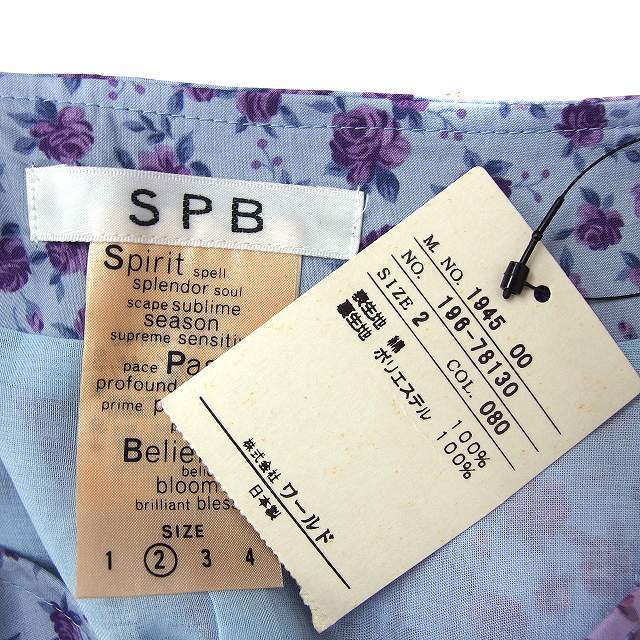 SPB
Spirit spell
splendor soul
scape sublime
season
supreme sensiti
pace Pa
profound
prime p
Belie
beli
bloom
brilliant bless
SIZE
1 2 3 4
M. NO. 1945 00
NO. 196-78130
SIZE 2 COL. 080
表生地 綿 100%
裏生地 ポリエステル 100%
株式会社 ワールド
日本製